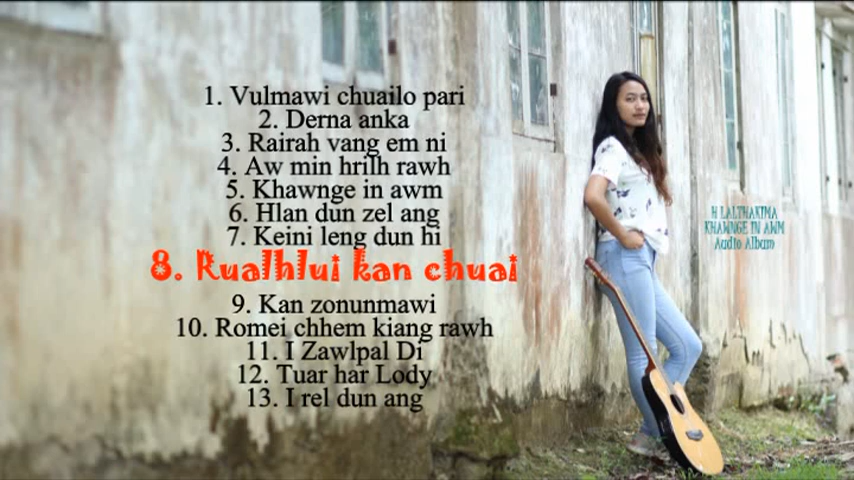 1. Vulmawi chuailo pari
2. Derna anka
3. Rairah vang em ni
4. Aw min hrilh rawh
5. Khawnge in awm
6. Hlan dun zel ang
7. Keini leng dun hi
8. Rualhlui kan chuai
9. Kan zonunmawi
10. Romei chhem kiang rawh
11. I Zawlpal Di
12. Tuar har Lody
13. I rel dun ang
H LALTHAKIMA
KHAWNGE IN AWM
Audio Album